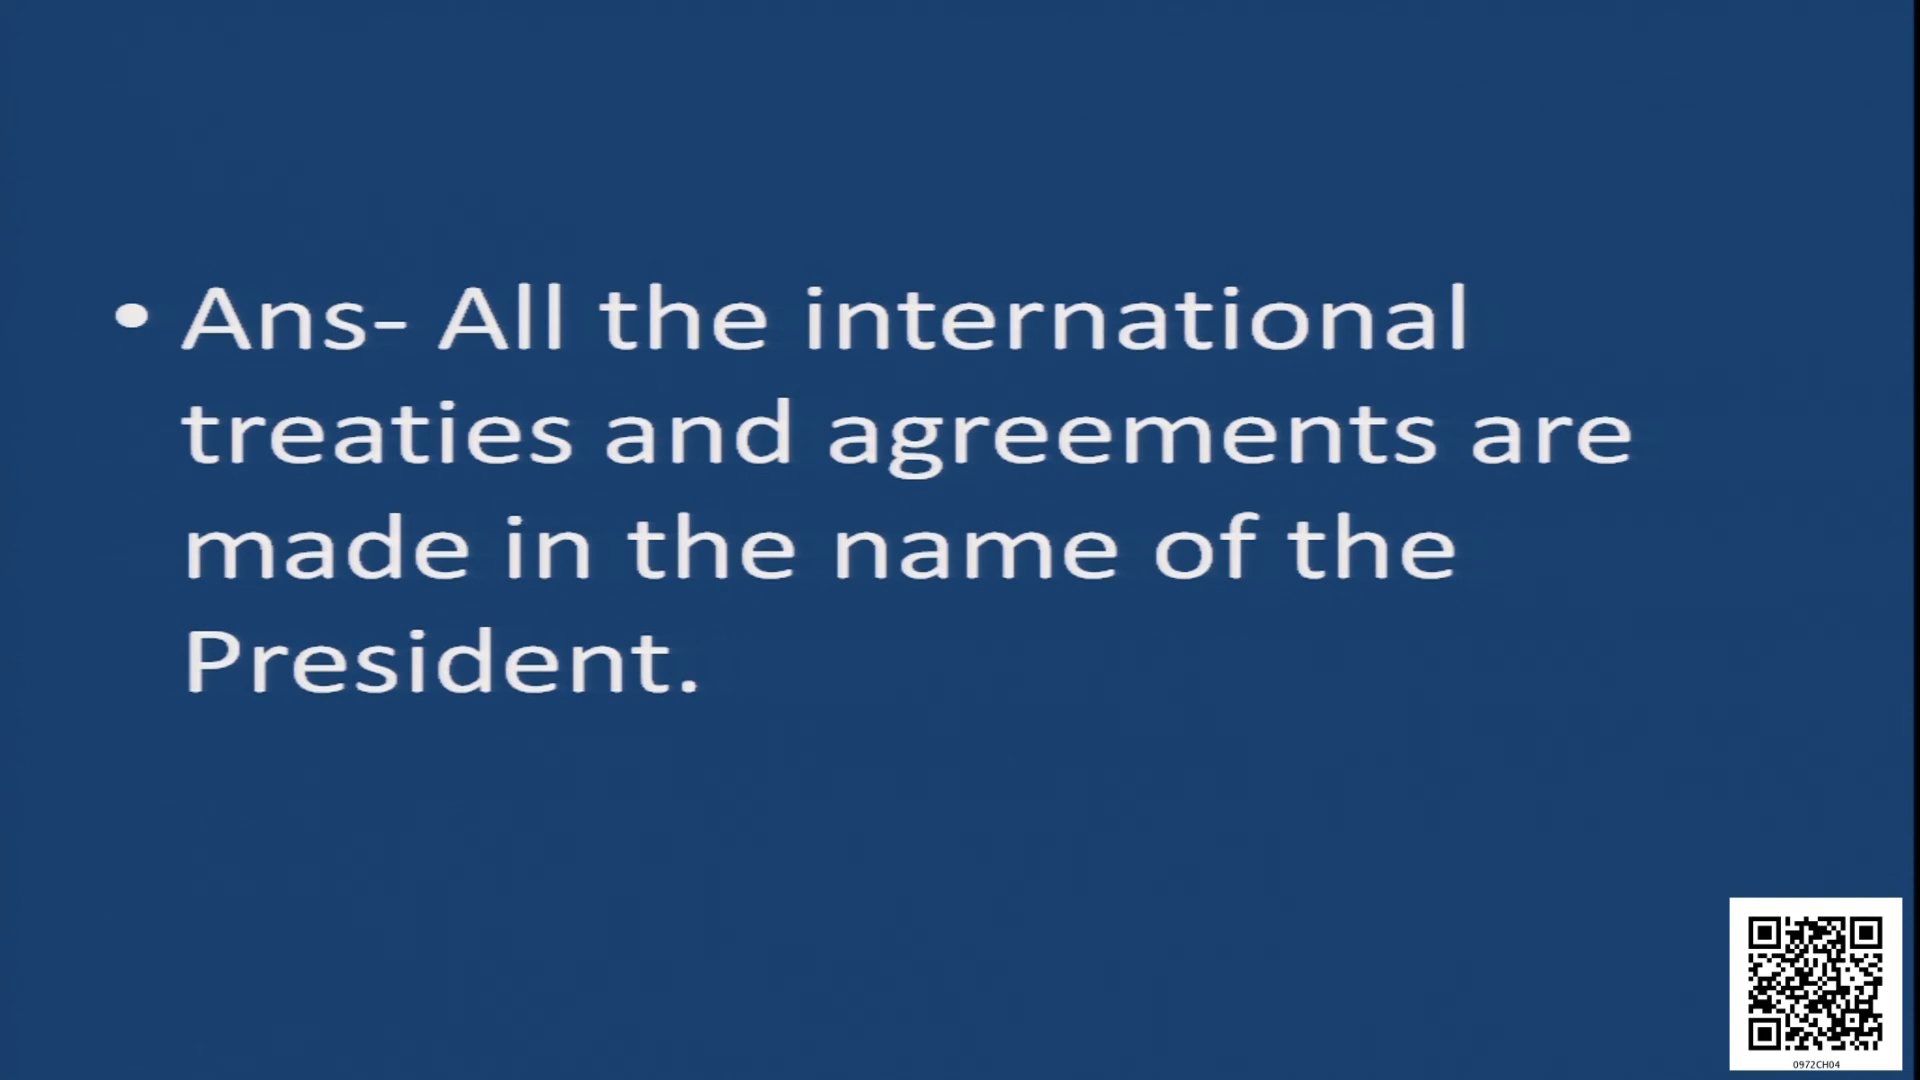 • Ans- All the international
treaties and agreements are
made in the name of the
President.
0972CH04